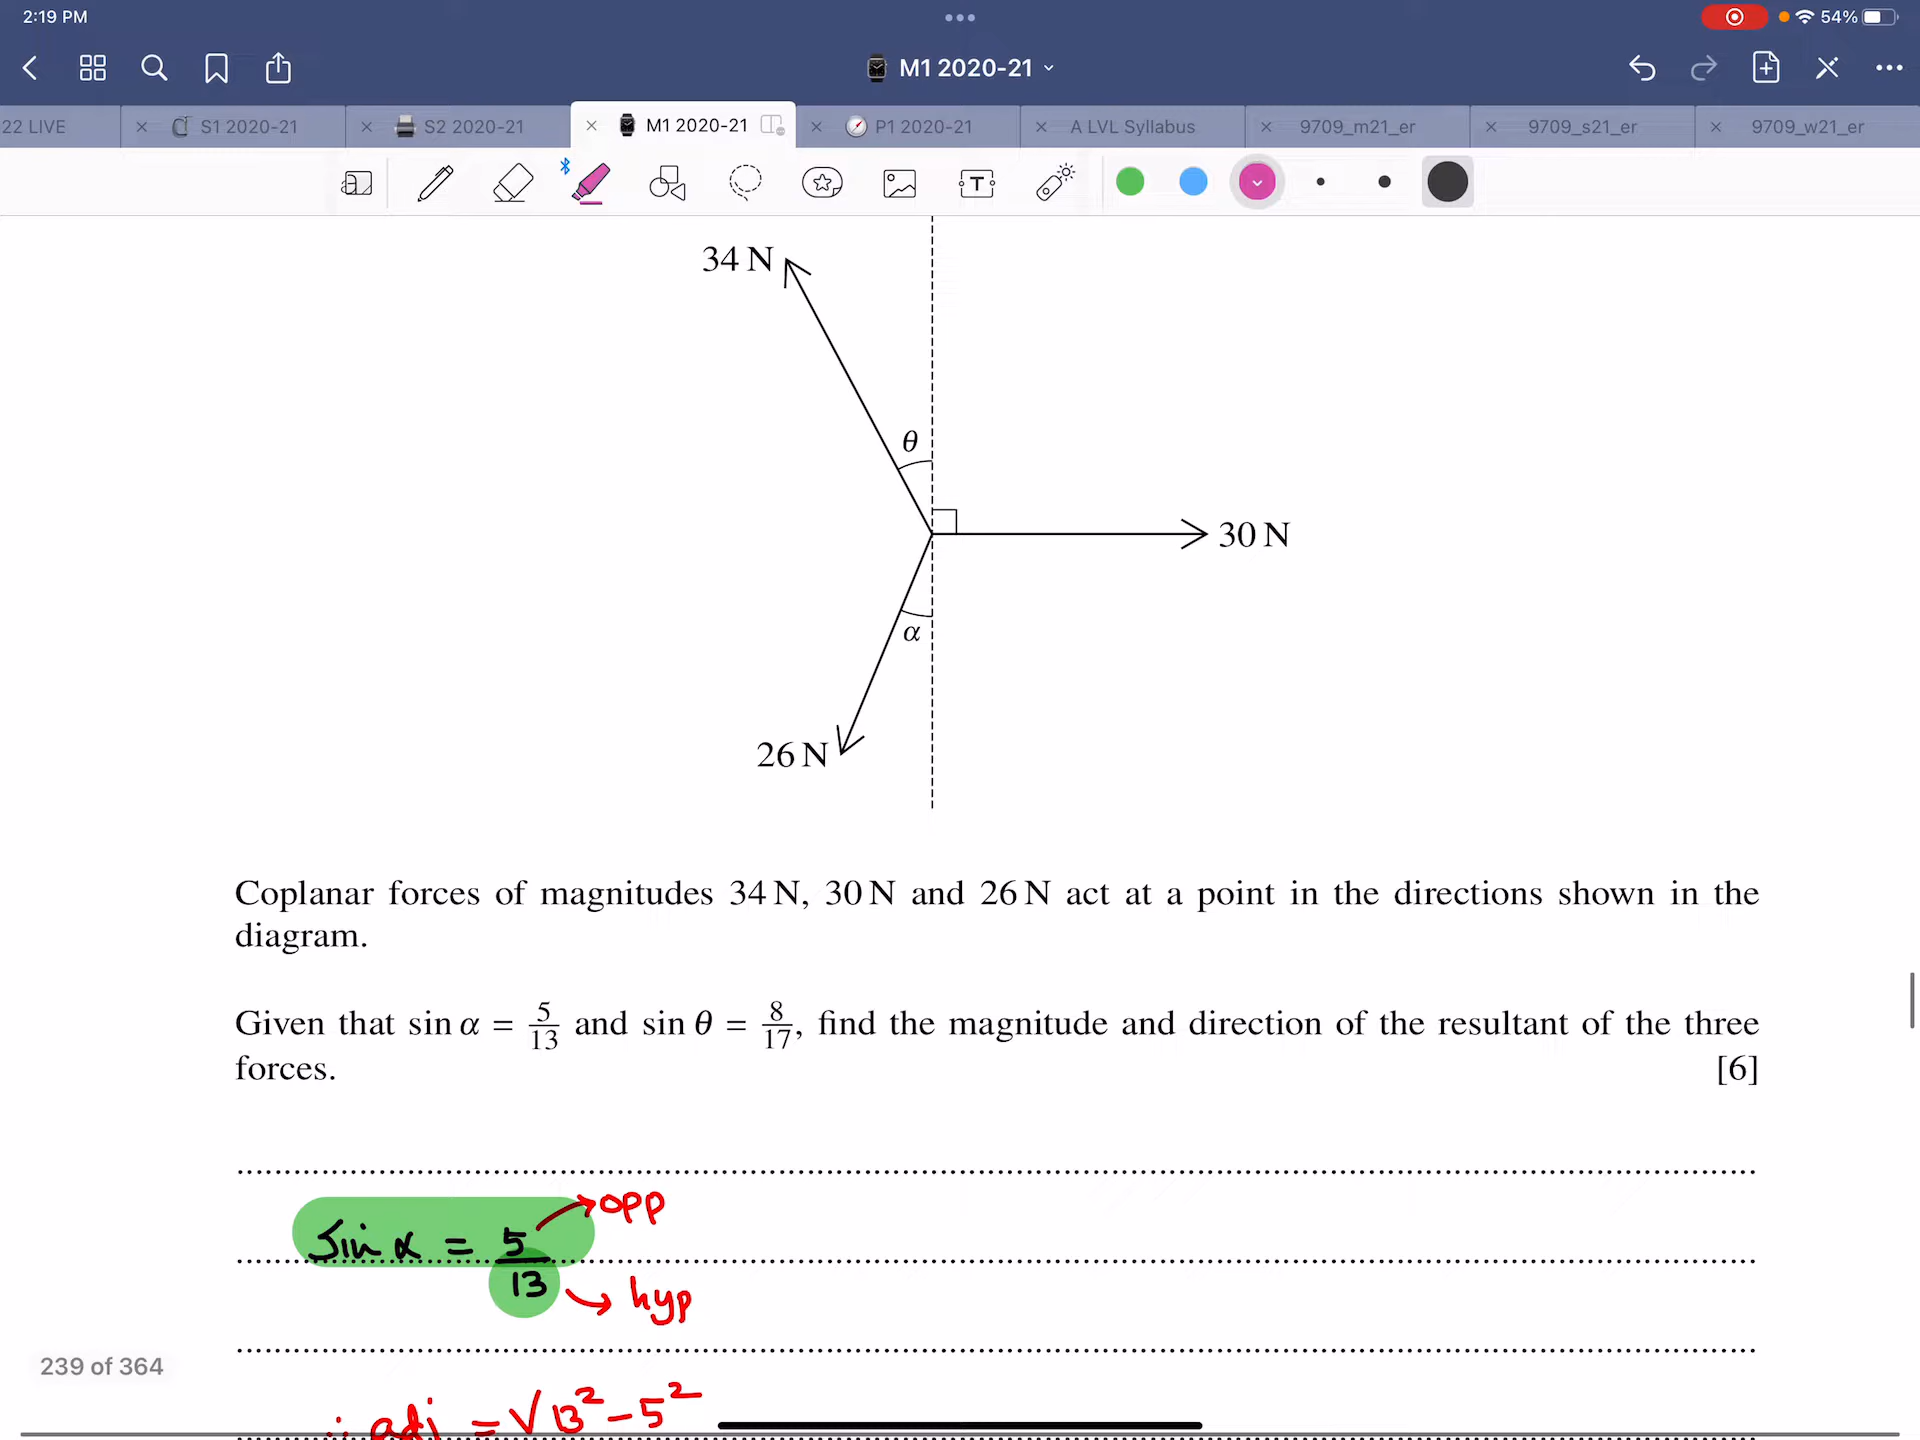 2:19 PM
54%
M1 2020-21
22 LIVE
S1 2020-21
S2 2020-21
M1 2020-21
P1 2020-21
A LVL Syllabus
9709_m21_er
9709_s21_er
9709_w21_er
34 N
θ
30 N
α
26 N
Coplanar forces of magnitudes 34 N, 30 N and 26 N act at a point in the directions shown in the
diagram.
Given that sin α = 5/13 and sin θ = 8/17, find the magnitude and direction of the resultant of the three
forces. [6]
opp
Sin α = 5/13
hyp
∴ adj = √13² - 5²
239 of 364